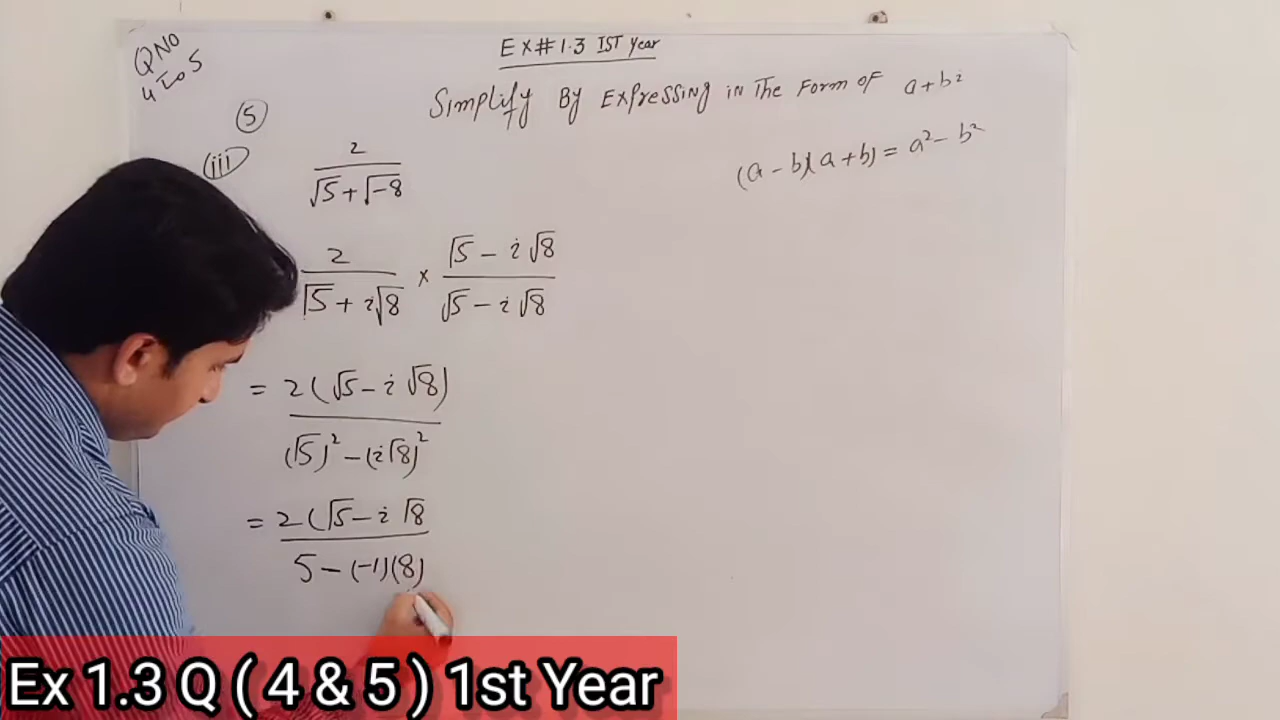 EX#1.3 IST Year
QNO
4 to 5
Simplify By Expressing in The Form of a+bi
(a-b)(a+b) = a²-b²
5
(iii) 2/(√5+√-8)
2/(√5+i√8) × (√5-i√8)/(√5-i√8)
= 2(√5-i√8)/((√5)²-(i√8)²)
= 2(√5-i√8/(5-(-1)(8))
Ex 1.3 Q ( 4 & 5 ) 1st Year